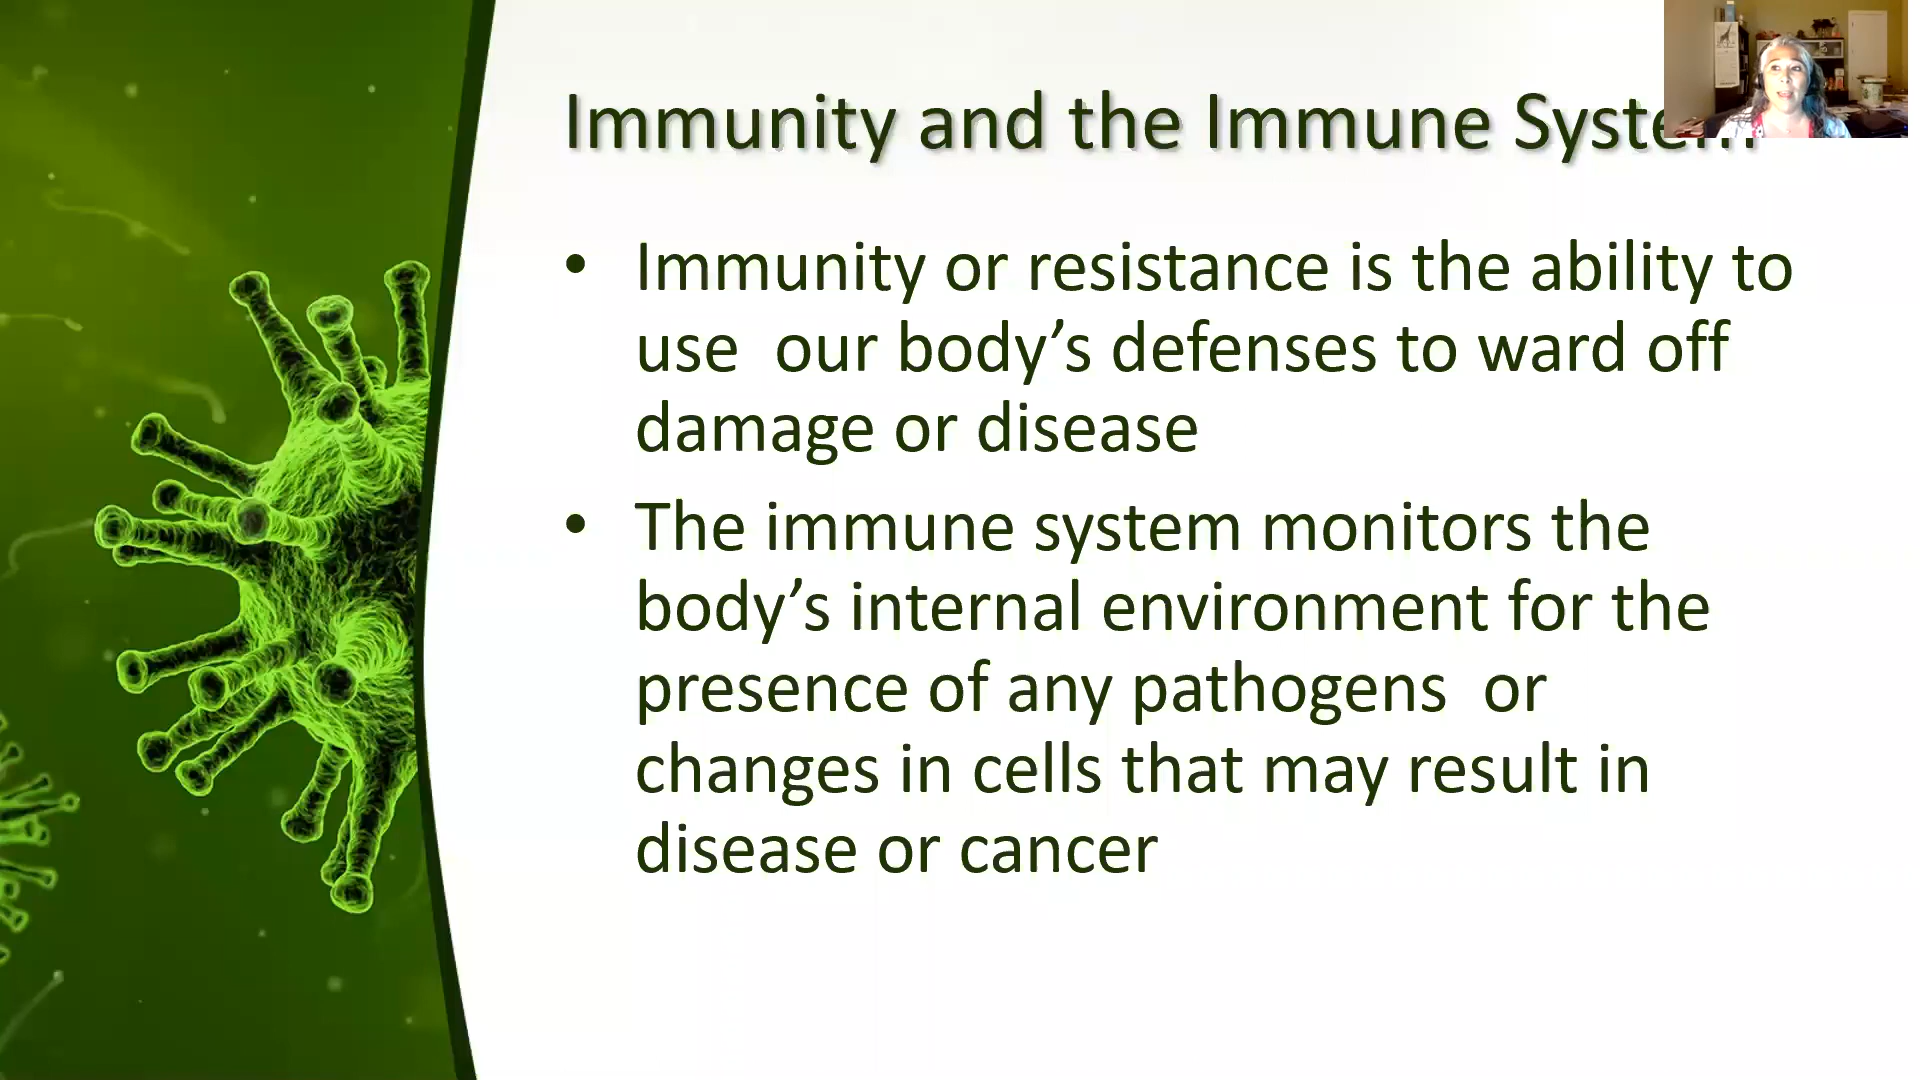 Immunity and the Immune System
• Immunity or resistance is the ability to
use  our body’s defenses to ward off
damage or disease
• The immune system monitors the
body’s internal environment for the
presence of any pathogens  or
changes in cells that may result in
disease or cancer